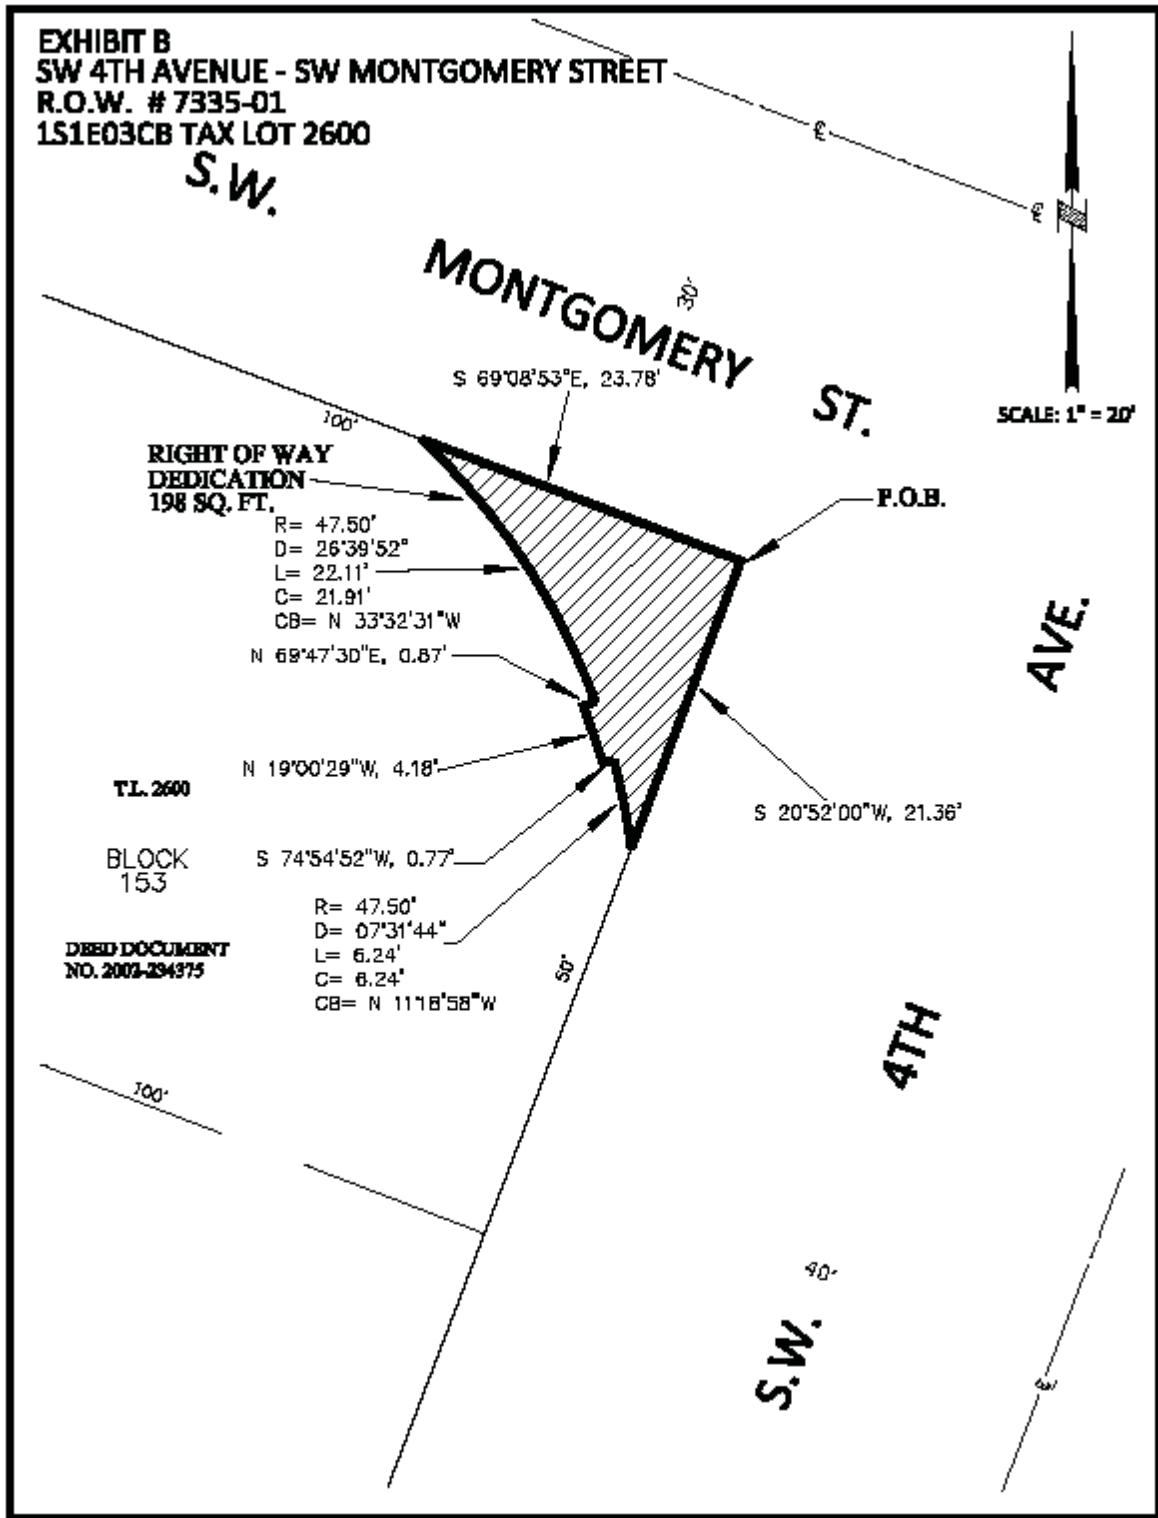 EXHIBIT B
SW 4TH AVENUE - SW MONTGOMERY STREET
R.O.W. # 7335-01
1S1E03CB TAX LOT 2600
S.W.
MONTGOMERY
ST.
30'
SCALE: 1" = 20'
S 69°08'53"E, 23.78'
100'
RIGHT OF WAY
DEDICATION
198 SQ. FT.
P.O.B.
R= 47.50'
D= 26°39'52"
L= 22.11'
C= 21.91'
CB= N 33°32'31"W
N 69°47'30"E, 0.87'
N 19°00'29"W, 4.18'
S 20°52'00"W, 21.36'
T.L. 2600
BLOCK
153
S 74°54'52"W, 0.77'
R= 47.50'
D= 07°31'44"
L= 6.24'
C= 6.24'
CB= N 11°18'58"W
DEED DOCUMENT
NO. 2002-234375
50'
100'
AVE.
4TH
40'
S.W.